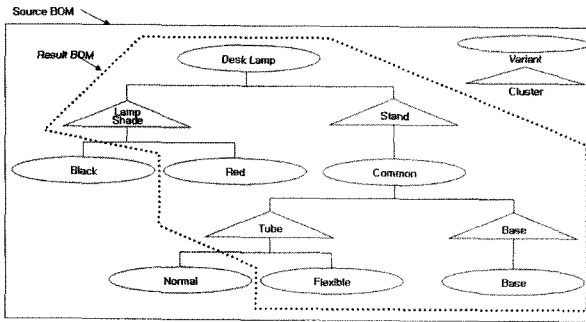 Source BOM
Result BOM
Desk Lamp
Variant
Cluster
Lamp
Shade
Stand
Black
Red
Common
Tube
Base
Normal
Flexible
Base